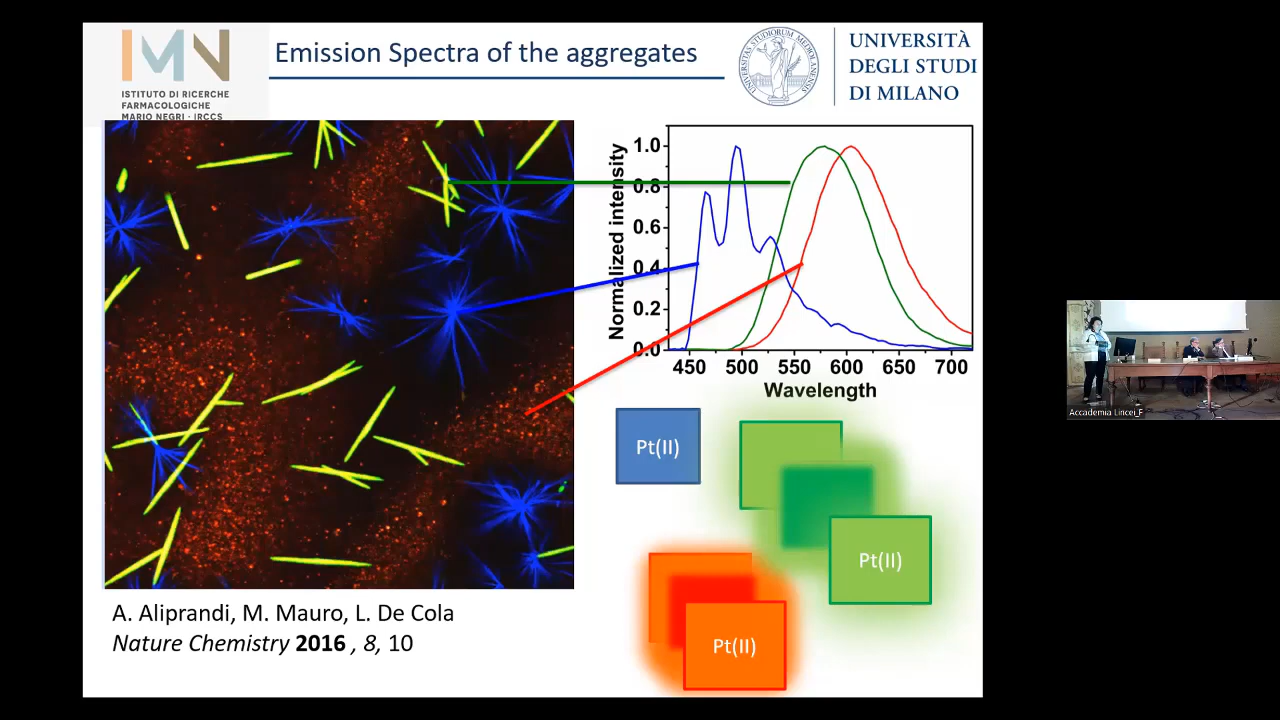 IMN
ISTITUTO DI RICERCHE
FARMACOLOGICHE
MARIO NEGRI · IRCCS
Emission Spectra of the aggregates
UNIVERSITÀ
DEGLI STUDI
DI MILANO
Normalized intensity
1.0
0.8
0.6
0.4
0.2
0.0
450 500 550 600 650 700
Wavelength
Pt(II)
Pt(II)
Pt(II)
A. Aliprandi, M. Mauro, L. De Cola
Nature Chemistry 2016 , 8, 10
Accademia Lincei_F